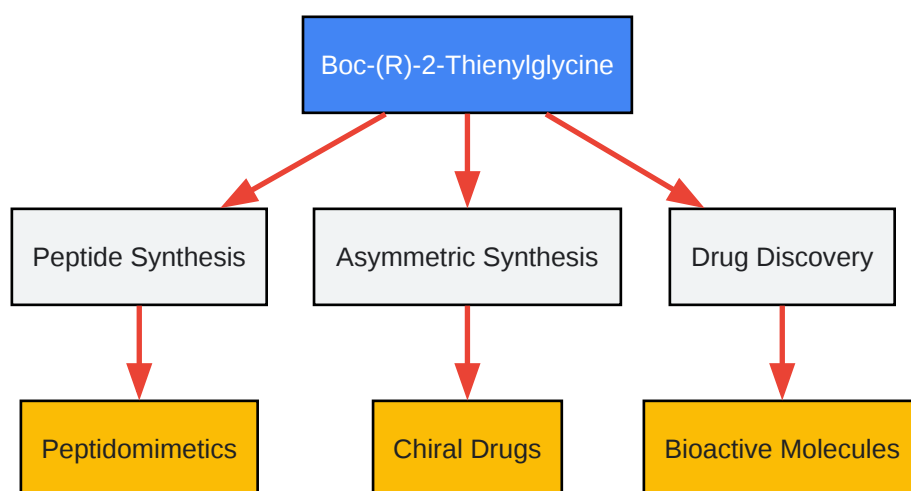 Boc-(R)-2-Thienylglycine
Peptide Synthesis
Asymmetric Synthesis
Drug Discovery
Peptidomimetics
Chiral Drugs
Bioactive Molecules